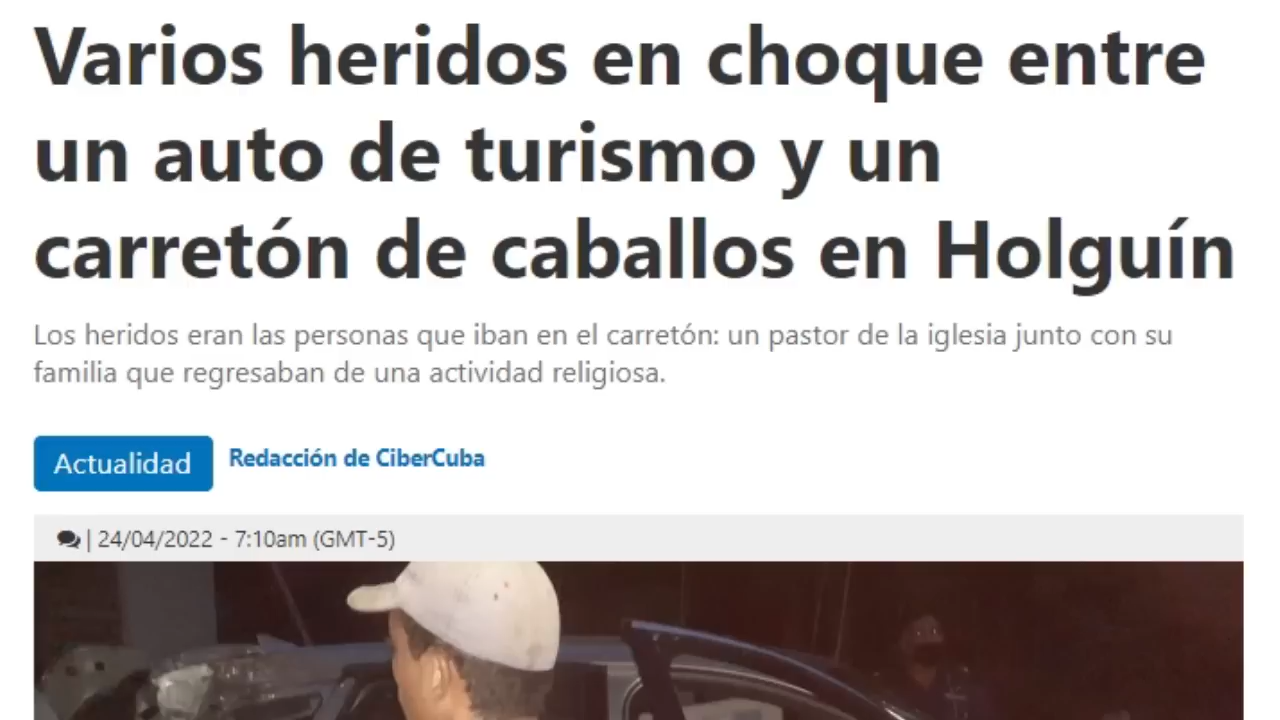 Varios heridos en choque entre
un auto de turismo y un
carretón de caballos en Holguín
Los heridos eran las personas que iban en el carretón: un pastor de la iglesia junto con su
familia que regresaban de una actividad religiosa.
Actualidad
Redacción de CiberCuba
| 24/04/2022 - 7:10am (GMT-5)